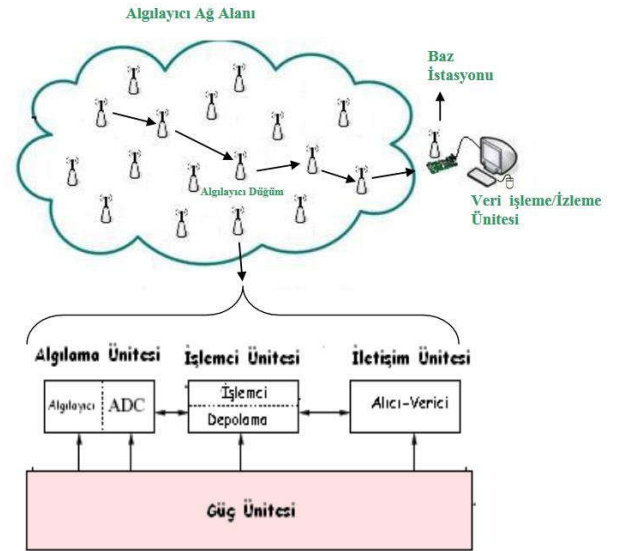 Algılayıcı Ağ Alanı
Baz
İstasyonu
Algılayıcı Düğüm
Veri işleme/İzleme
Ünitesi
Algılama Ünitesi
İşlemci Ünitesi
İletişim Ünitesi
Algılayıcı
ADC
İşlemci
Depolama
Alıcı-Verici
Güç Ünitesi